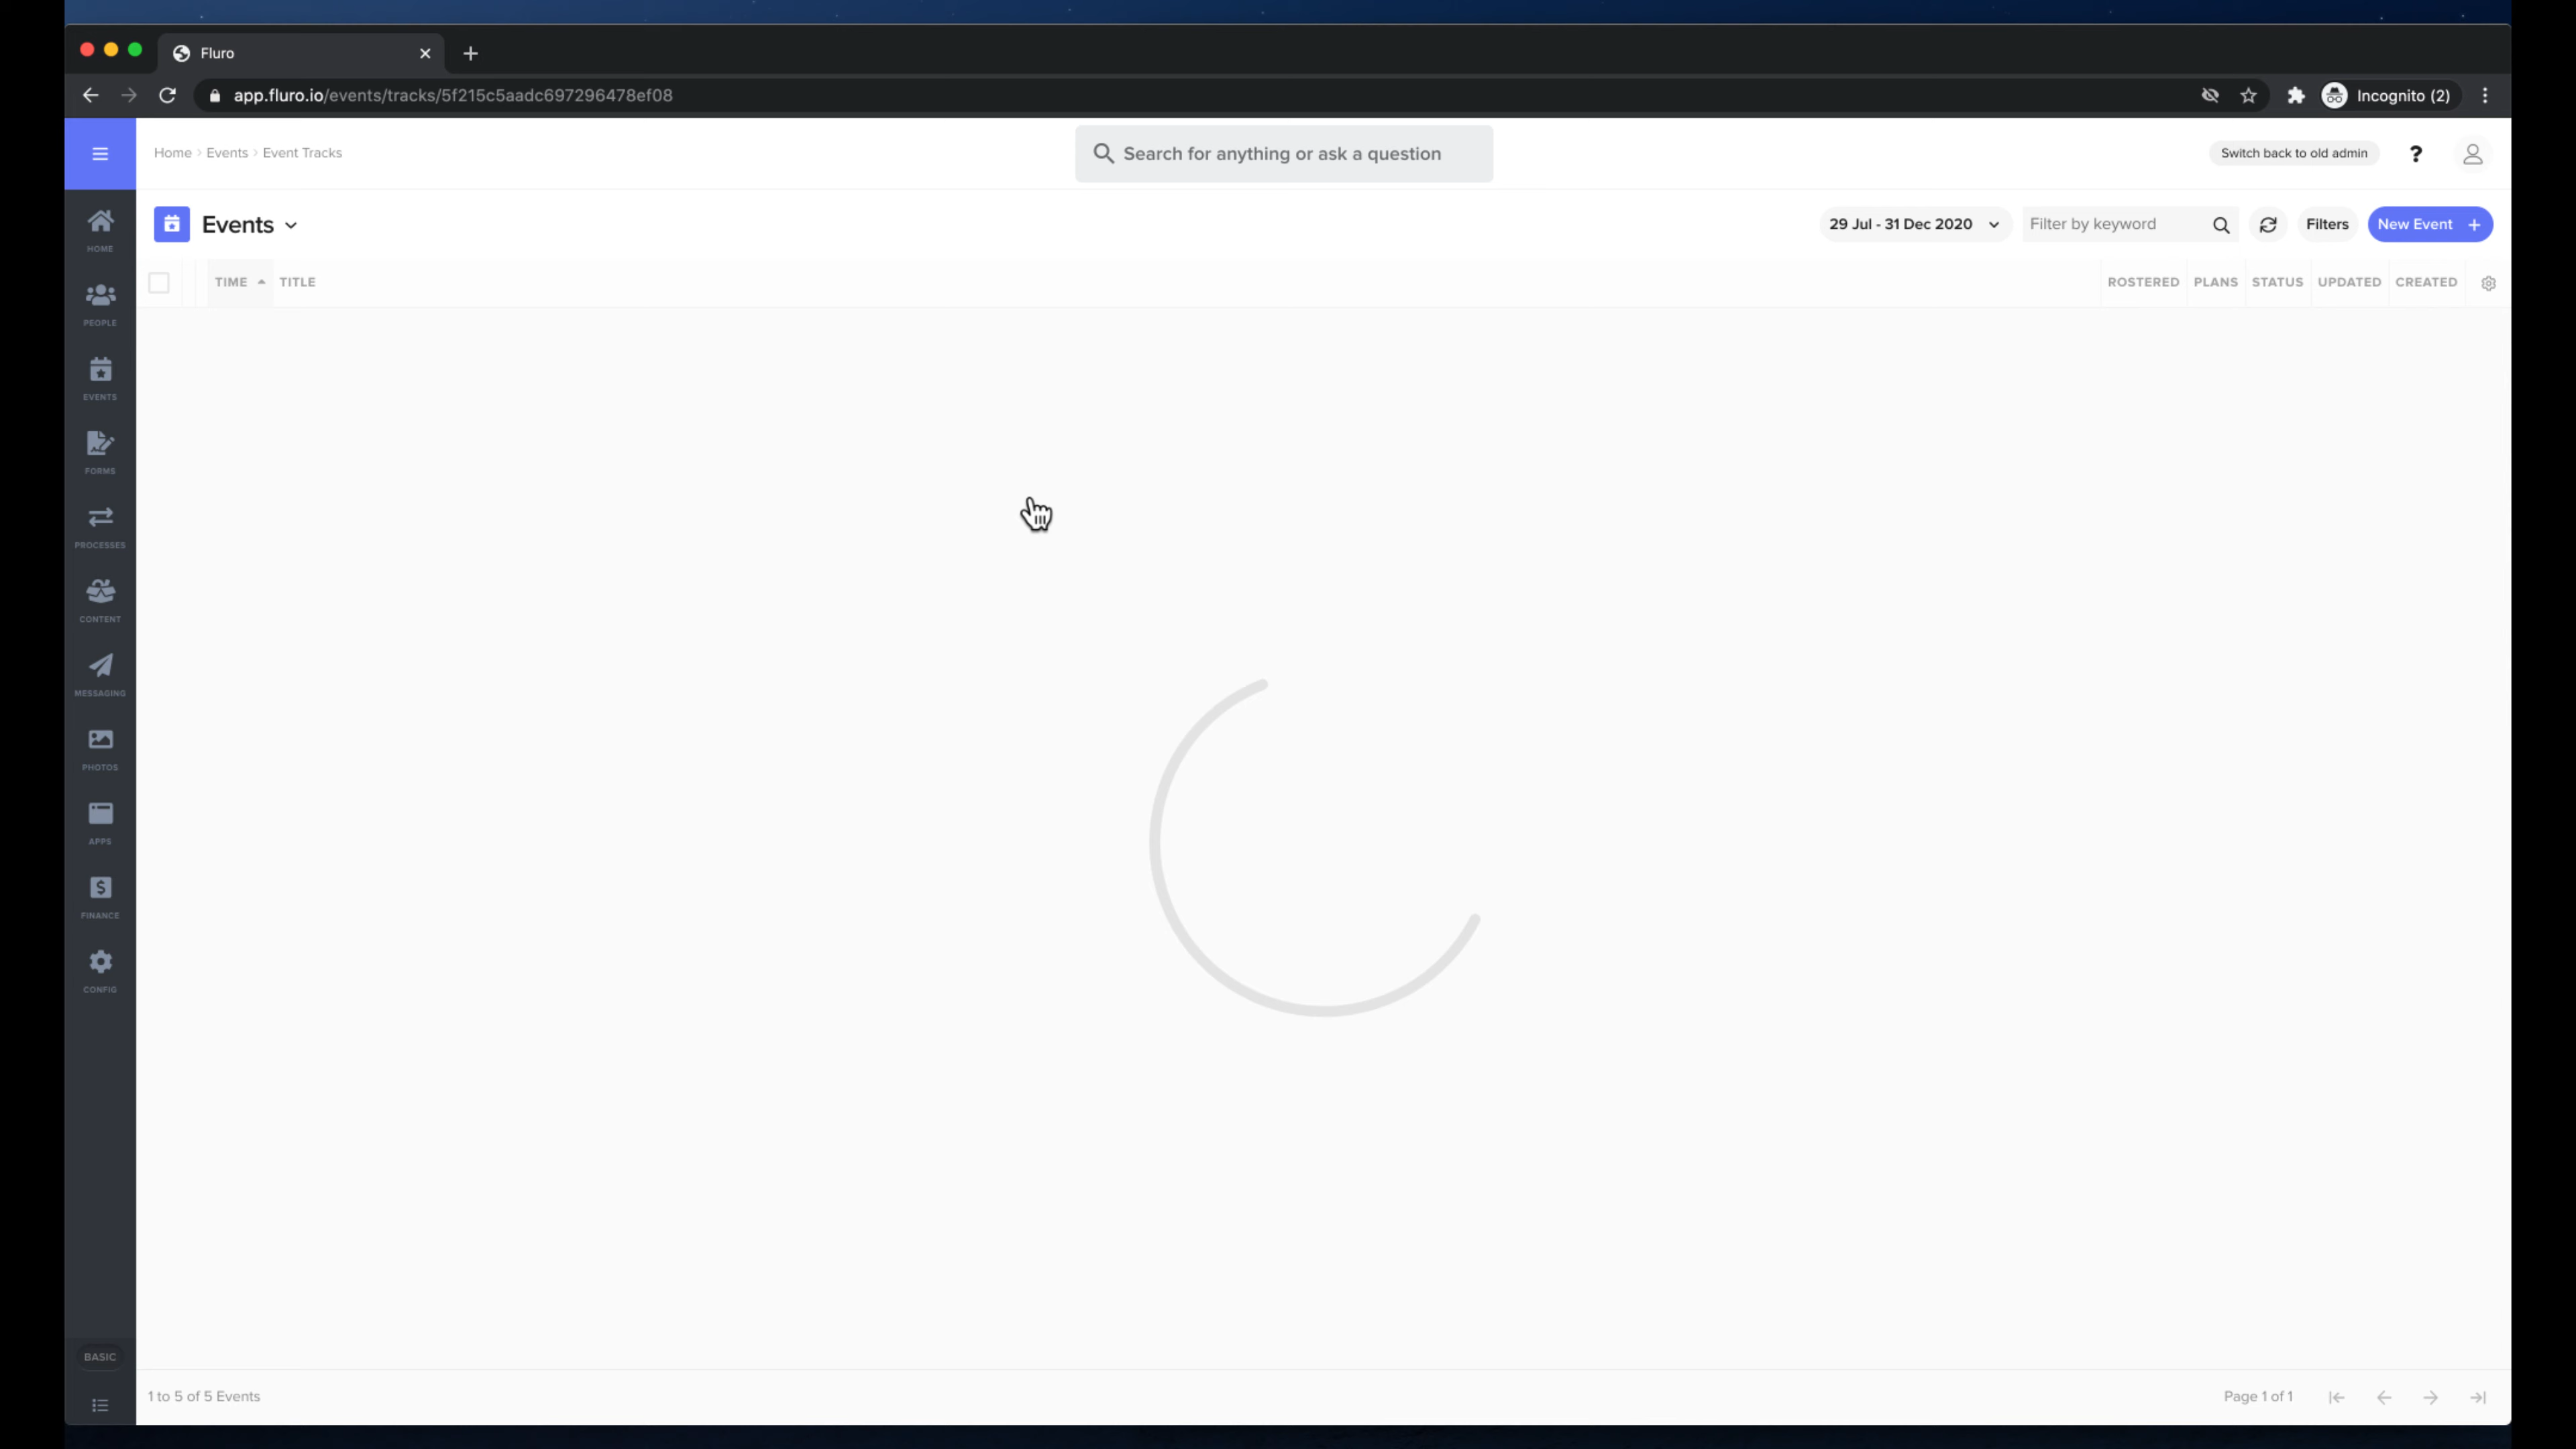 Fluro
app.fluro.io/events/tracks/5f215c5aadc697296478ef08
Incognito (2)
Home > Events > Event Tracks
Search for anything or ask a question
Switch back to old admin
?
Events
29 Jul - 31 Dec 2020
Filter by keyword
Filters
New Event +
TIME TITLE ROSTERED PLANS STATUS UPDATED CREATED
HOME
PEOPLE
EVENTS
FORMS
PROCESSES
CONTENT
MESSAGING
PHOTOS
APPS
FINANCE
CONFIG
BASIC
1 to 5 of 5 Events
Page 1 of 1